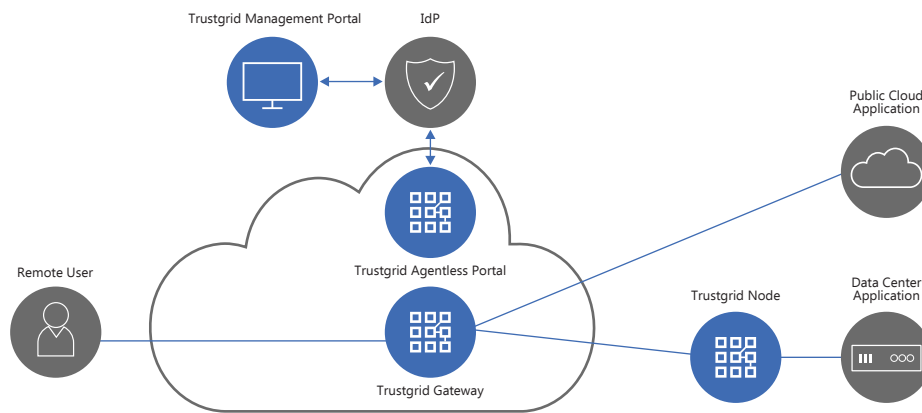 Trustgrid Management Portal
IdP
Public Cloud
Application
Trustgrid Agentless Portal
Remote User
Trustgrid Node
Data Center
Application
Trustgrid Gateway